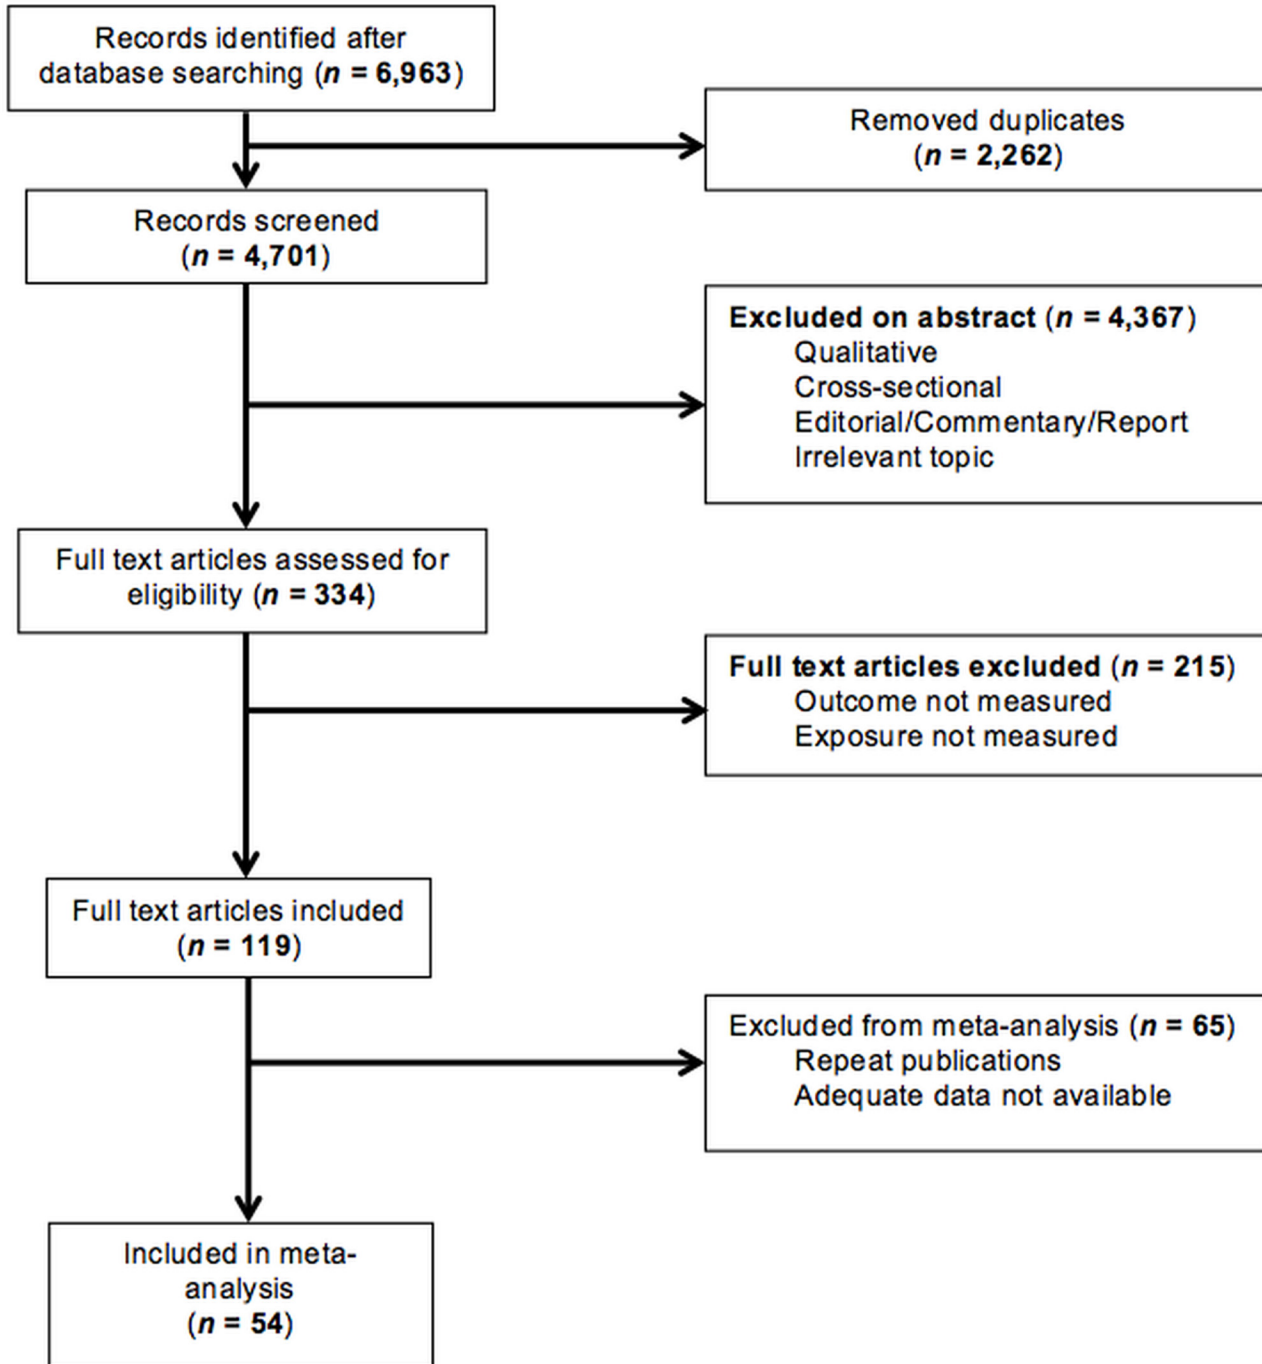 Records identified after
database searching (n = 6,963)
Removed duplicates
(n = 2,262)
Records screened
(n = 4,701)
Excluded on abstract (n = 4,367)
Qualitative
Cross-sectional
Editorial/Commentary/Report
Irrelevant topic
Full text articles assessed for
eligibility (n = 334)
Full text articles excluded (n = 215)
Outcome not measured
Exposure not measured
Full text articles included
(n = 119)
Excluded from meta-analysis (n = 65)
Repeat publications
Adequate data not available
Included in meta-
analysis
(n = 54)